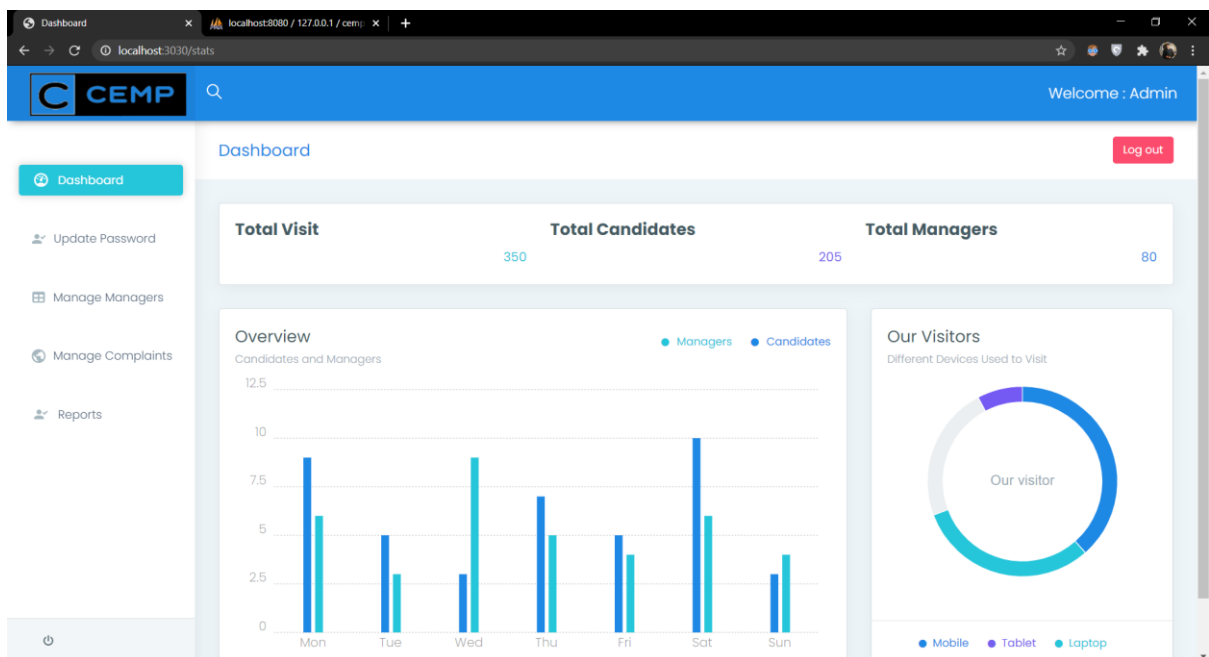 Dashboard
localhost:8080 / 127.0.0.1 / cemp
localhost:3030/stats
C CEMP
Welcome : Admin
Dashboard
Log out
Dashboard
Update Password
Manage Managers
Manage Complaints
Reports
Total Visit
350
Total Candidates
205
Total Managers
80
Overview
Candidates and Managers
Managers Candidates
12.5
10
7.5
5
2.5
0
Mon Tue Wed Thu Fri Sat Sun
Our Visitors
Different Devices Used to Visit
Our visitor
Mobile Tablet Laptop